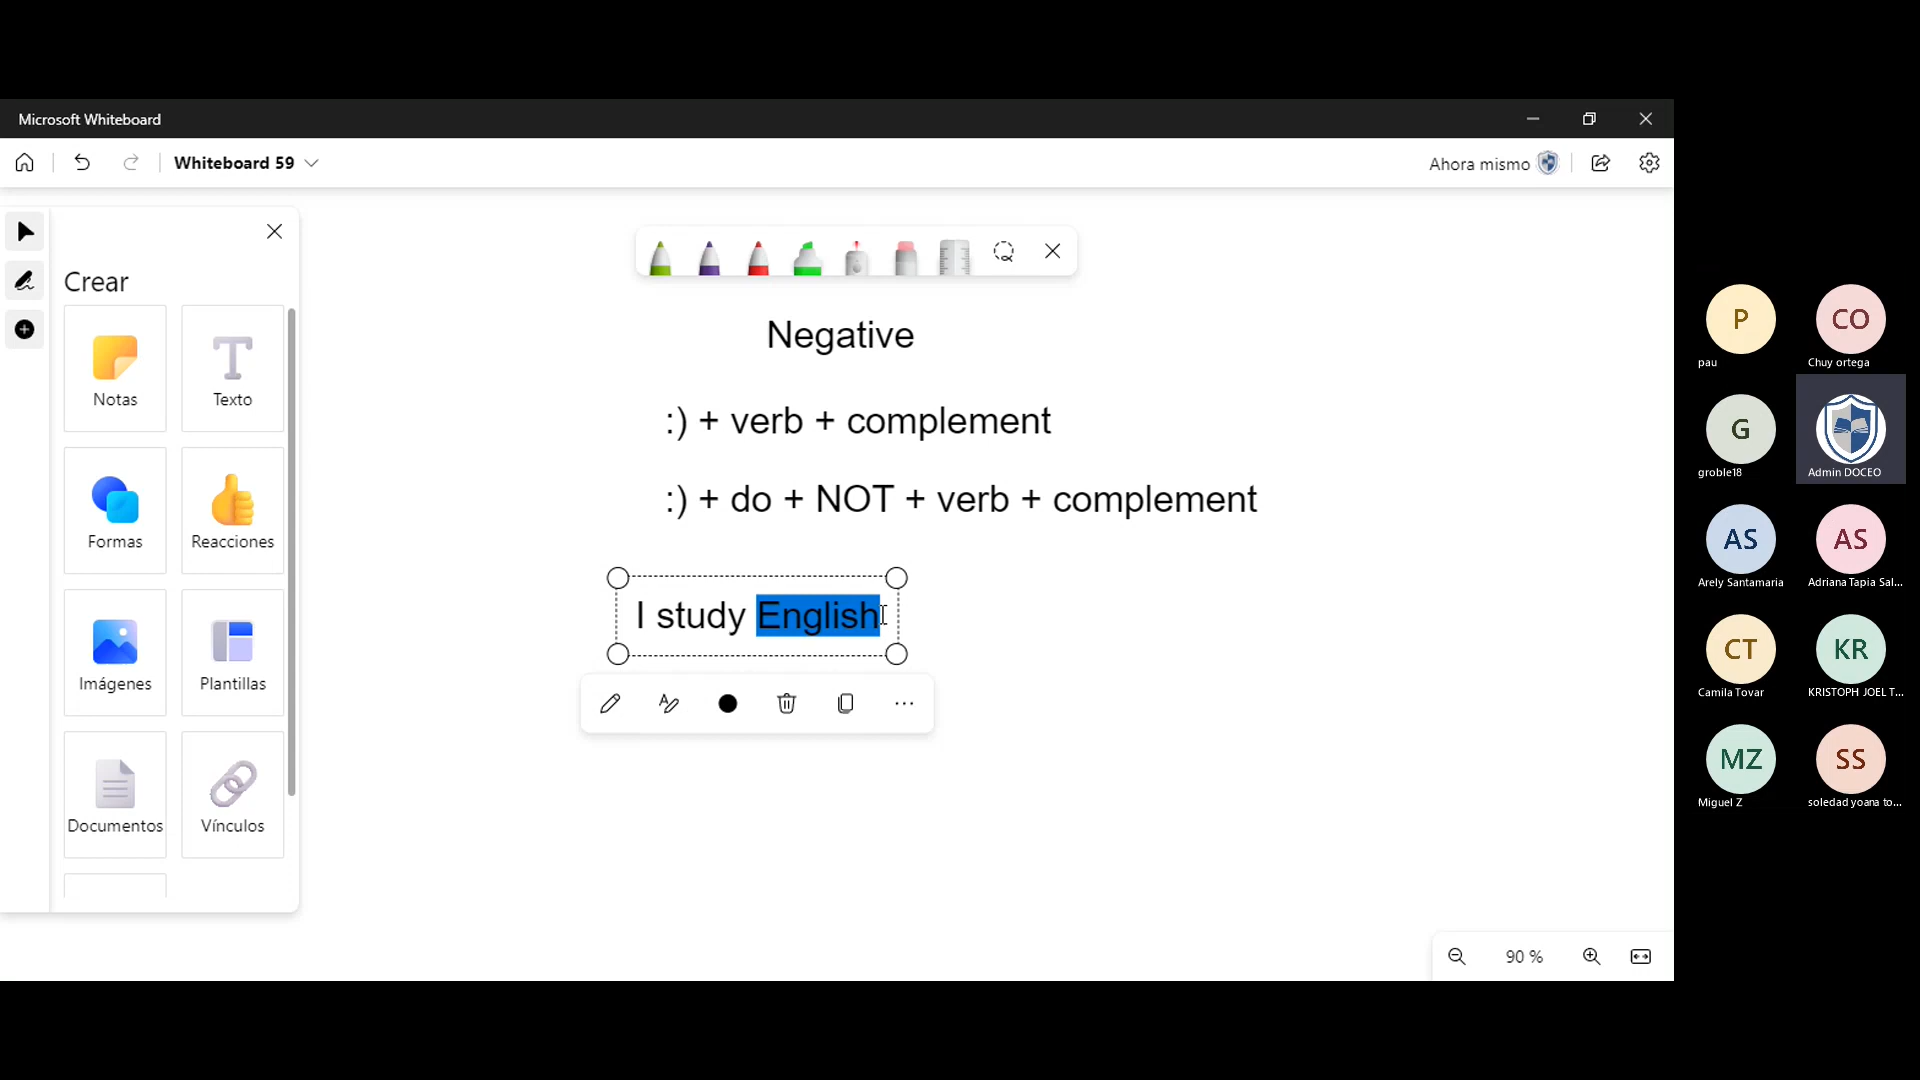 Microsoft Whiteboard
Whiteboard 59
Ahora mismo
Crear
Notas
Texto
Formas
Reacciones
Imágenes
Plantillas
Documentos
Vínculos
Negative
:) + verb + complement
:) + do + NOT + verb + complement
I study English
90 %
P
pau
CO
Chuy ortega
G
groble18
Admin DOCEO
AS
Arely Santamaria
AS
Adriana Tapia Sal...
CT
Camila Tovar
KR
KRISTOPH JOEL T...
MZ
Miguel Z
SS
soledad yoana to...